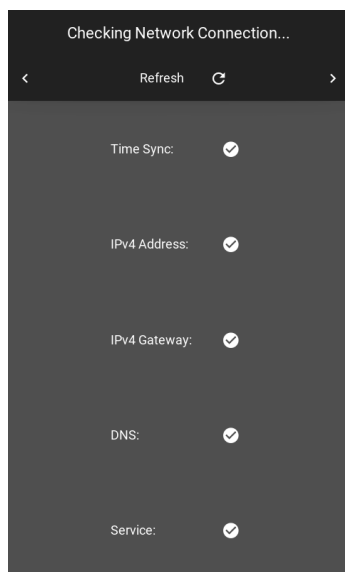 Checking Network Connection...
Refresh
Time Sync:
IPv4 Address:
IPv4 Gateway:
DNS:
Service: